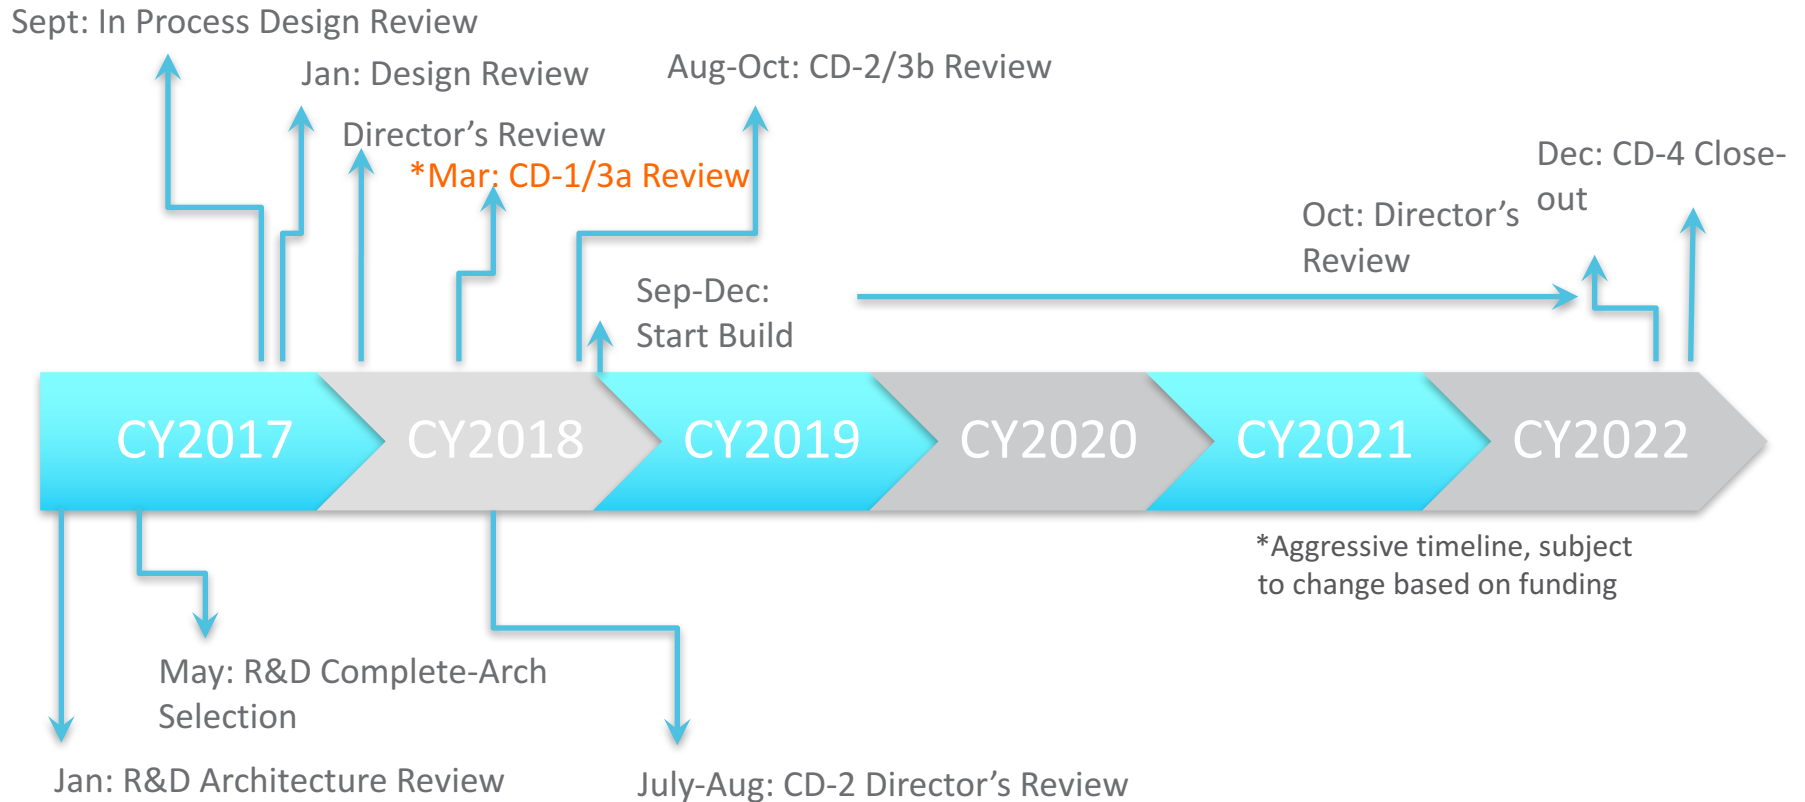 Sept: In Process Design Review
Jan: Design Review
Aug-Oct: CD-2/3b Review
Director’s Review
*Mar: CD-1/3a Review
Dec: CD-4 Close-
out
Oct: Director’s
Review
Sep-Dec:
Start Build
CY2017
CY2018
CY2019
CY2020
CY2021
CY2022
*Aggressive timeline, subject
to change based on funding
May: R&D Complete-Arch
Selection
Jan: R&D Architecture Review
July-Aug: CD-2 Director’s Review